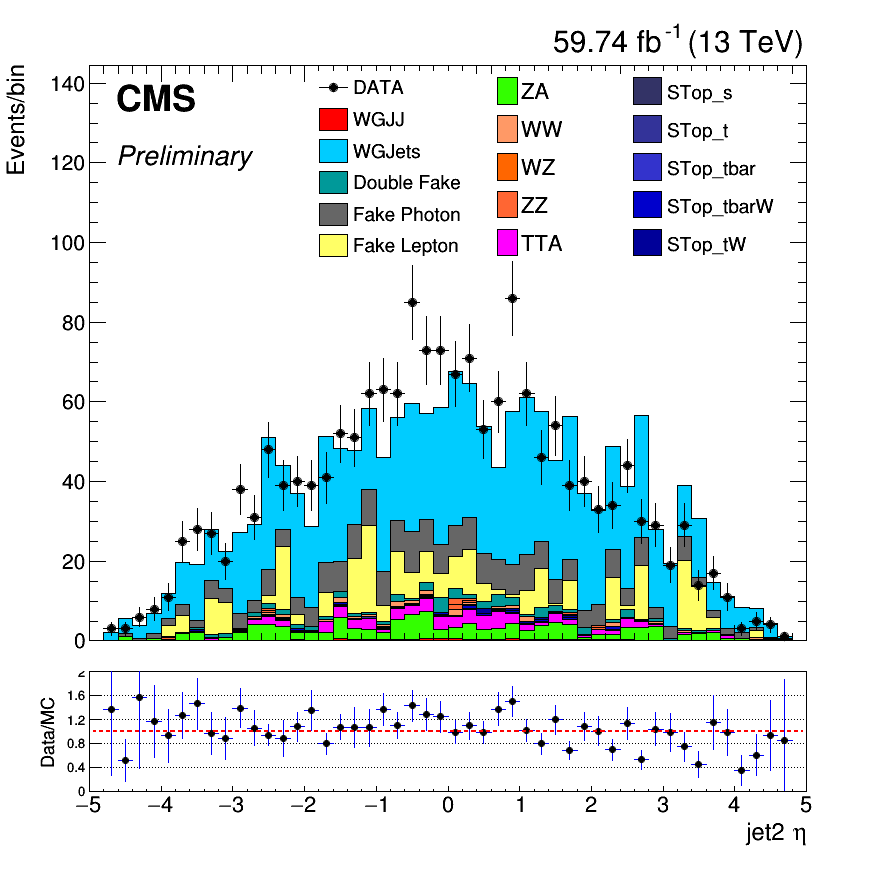 59.74 fb⁻¹ (13 TeV)
Events/bin
140
120
100
80
60
40
20
0
CMS
Preliminary
DATA
WGJJ
WGJets
Double Fake
Fake Photon
Fake Lepton
ZA
WW
WZ
ZZ
TTA
STop_s
STop_t
STop_tbar
STop_tbarW
STop_tW
Data/MC
2
1.6
1.2
0.8
0.4
0
−5 −4 −3 −2 −1 0 1 2 3 4 5
jet2 η